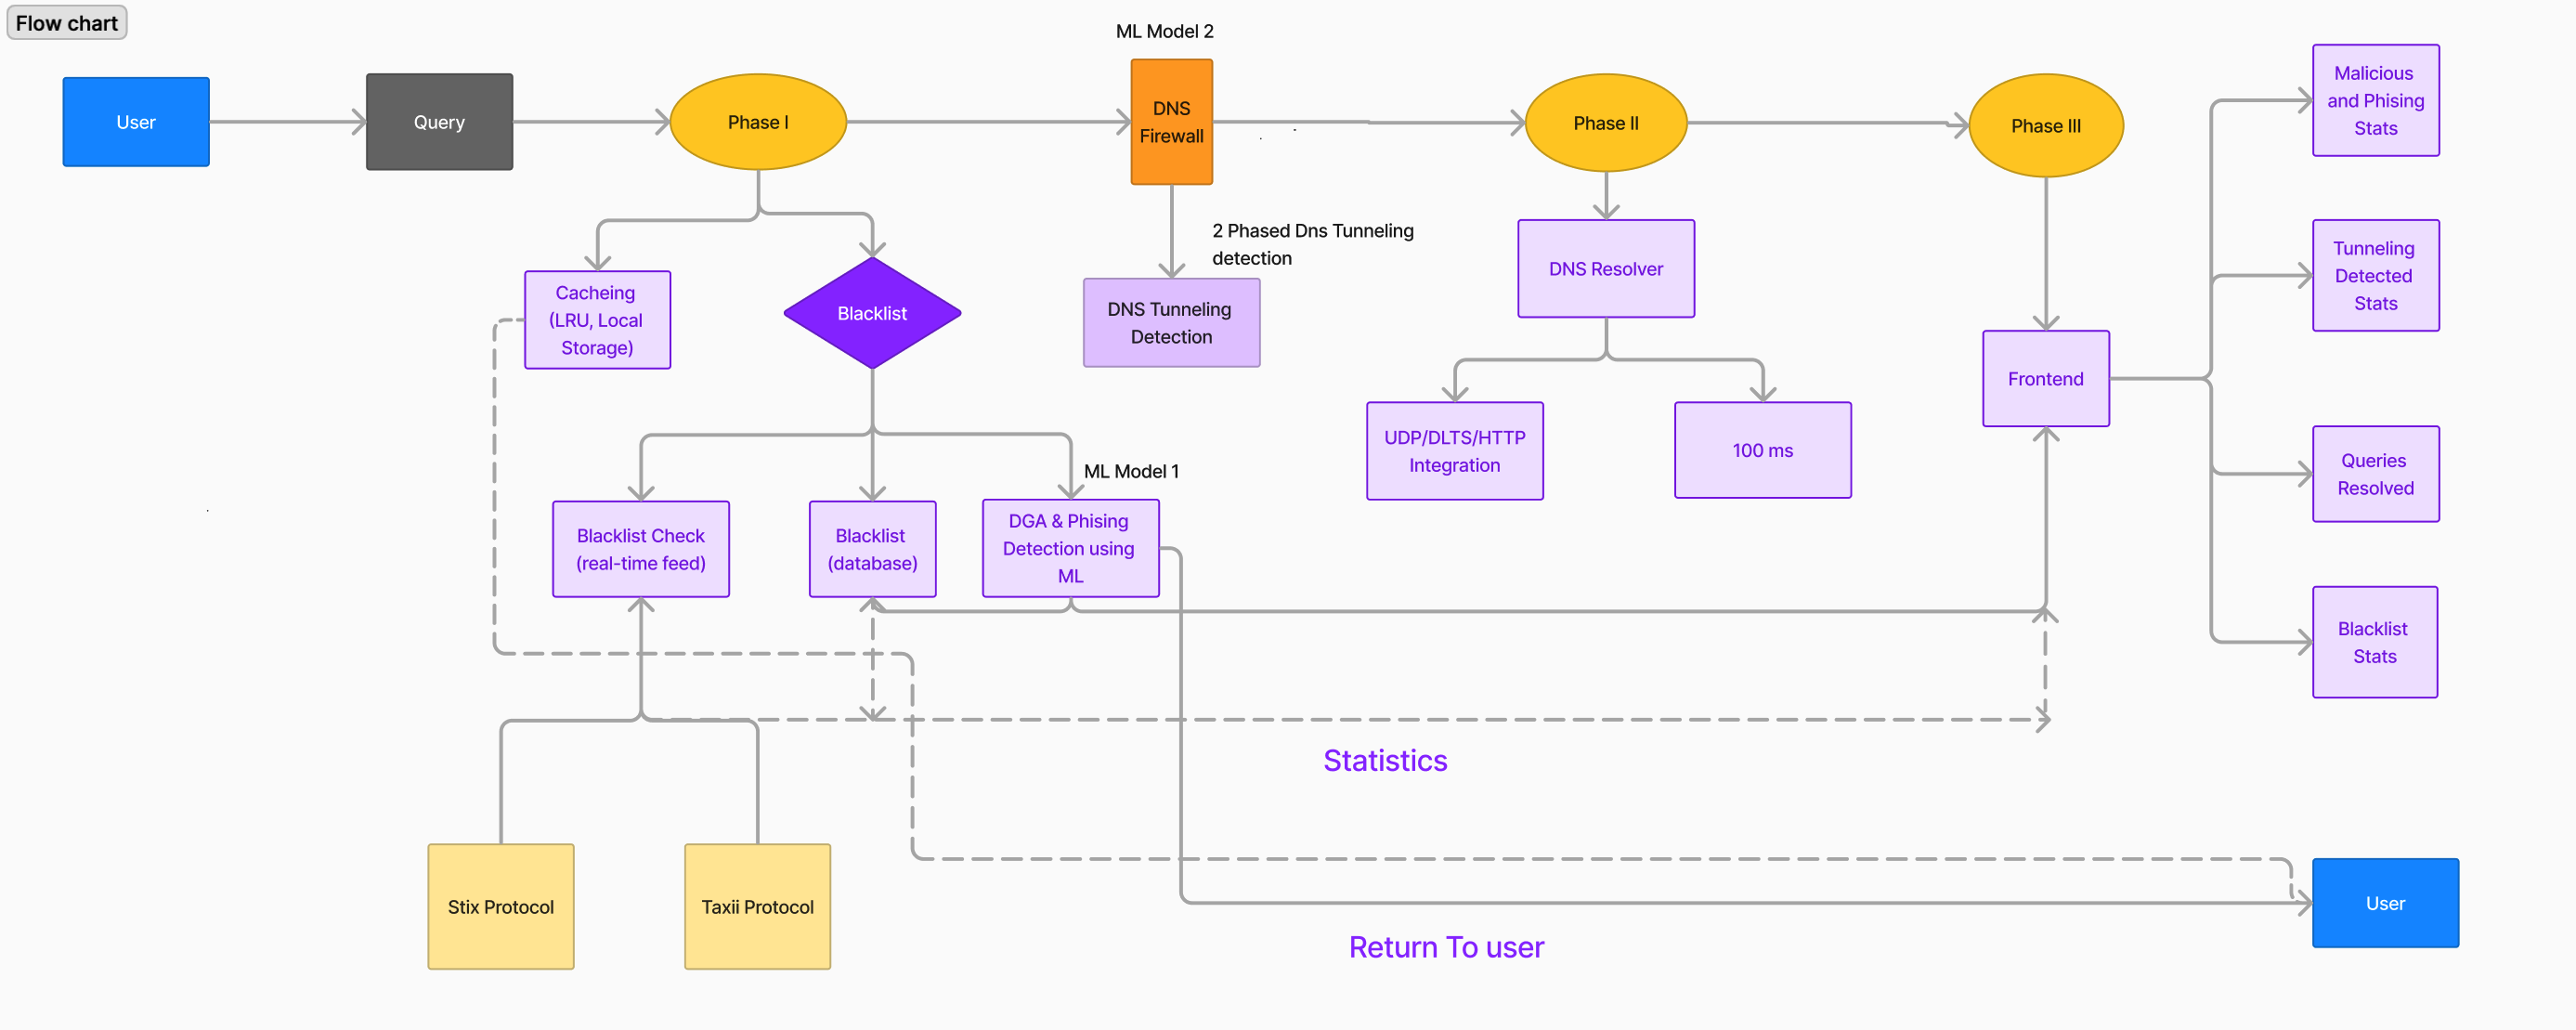 Flow chart
ML Model 2
User
Query
Phase I
DNS
Firewall
Phase II
Phase III
Malicious
and Phising
Stats
2 Phased Dns Tunneling
detection
Cacheing
(LRU, Local
Storage)
Blacklist
DNS Tunneling
Detection
DNS Resolver
Tunneling
Detected
Stats
Frontend
UDP/DLTS/HTTP
Integration
100 ms
Queries
Resolved
ML Model 1
Blacklist Check
(real-time feed)
Blacklist
(database)
DGA & Phising
Detection using
ML
Blacklist
Stats
Statistics
Stix Protocol
Taxii Protocol
User
Return To user